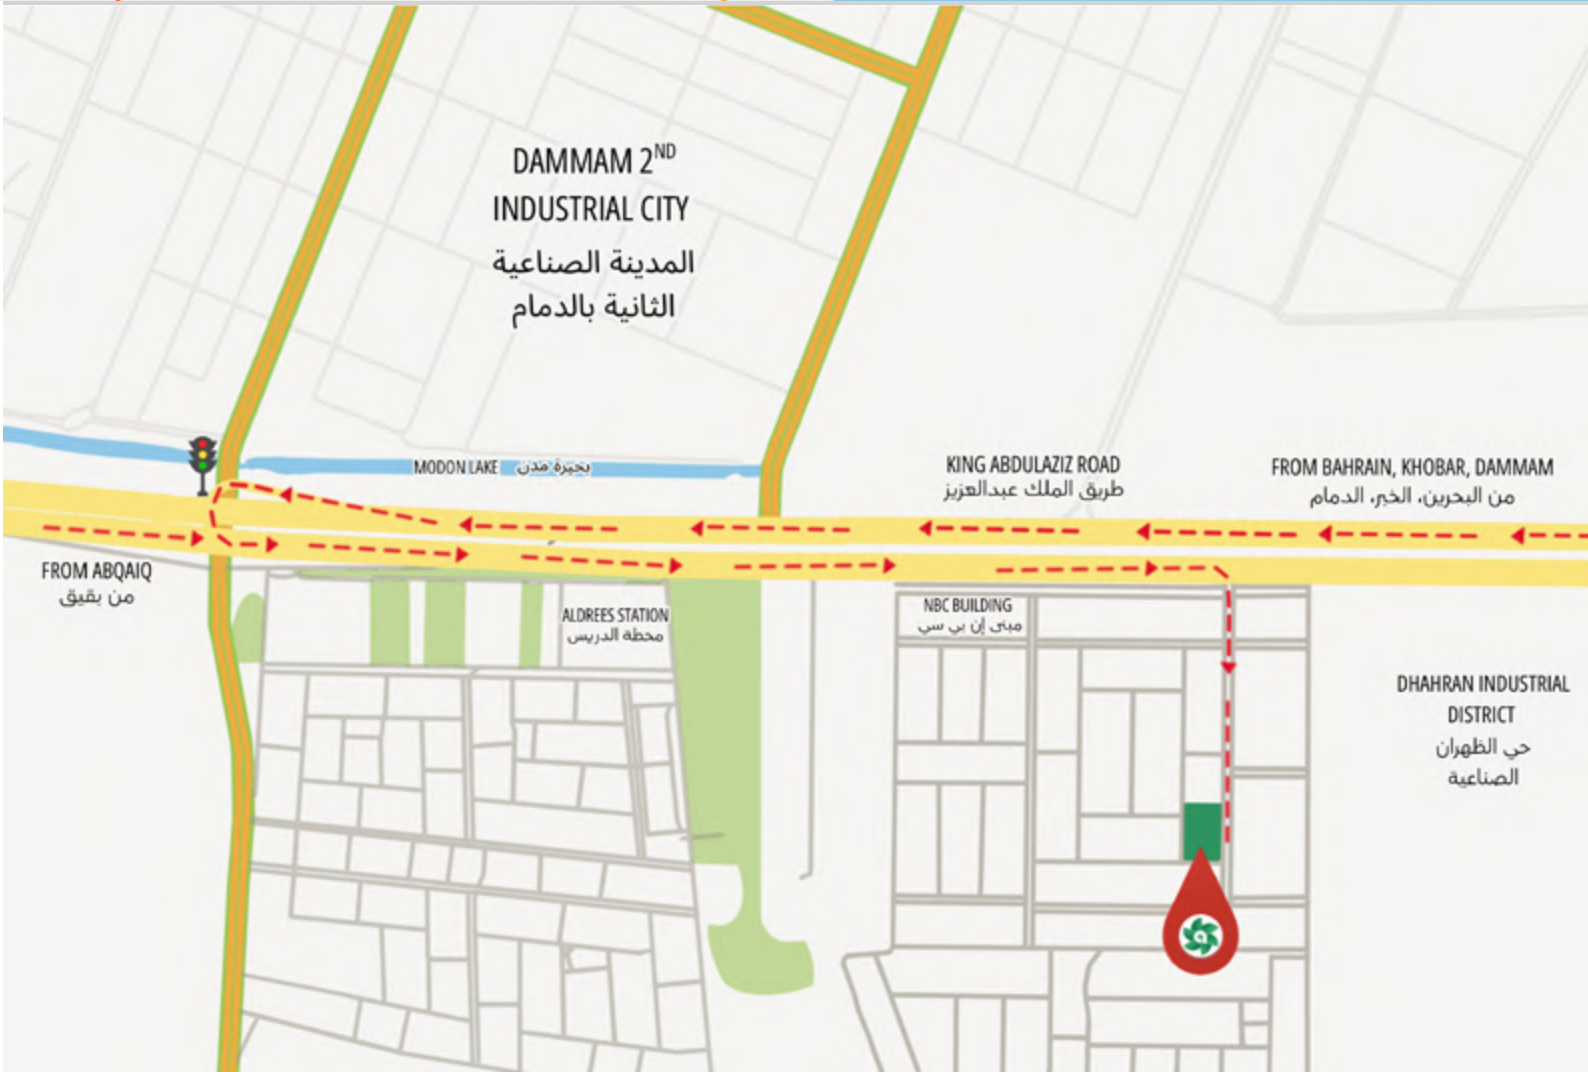 DAMMAM 2ND
INDUSTRIAL CITY
المدينة الصناعية
الثانية بالدمام
MODON LAKE بحيرة مدن
KING ABDULAZIZ ROAD
طريق الملك عبدالعزيز
FROM BAHRAIN, KHOBAR, DAMMAM
من البحرين، الخبر، الدمام
FROM ABQAIQ
من بقيق
ALDREES STATION
محطة الدريس
NBC BUILDING
مبنى إن بي سي
DHAHRAN INDUSTRIAL
DISTRICT
حي الظهران
الصناعية